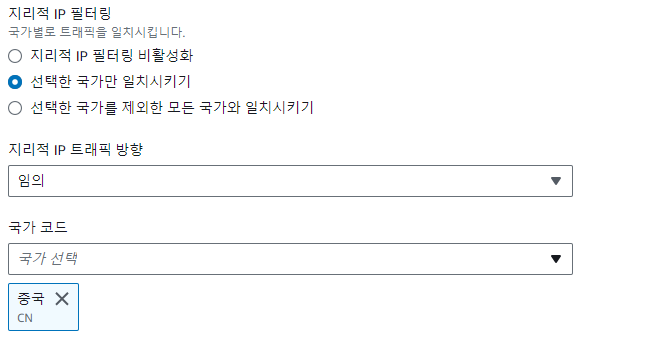 지리적 IP 필터링
국가별로 트래픽을 일치시킵니다.
지리적 IP 필터링 비활성화
선택한 국가만 일치시키기
선택한 국가를 제외한 모든 국가와 일치시키기
지리적 IP 트래픽 방향
임의
국가 코드
국가 선택
중국
CN